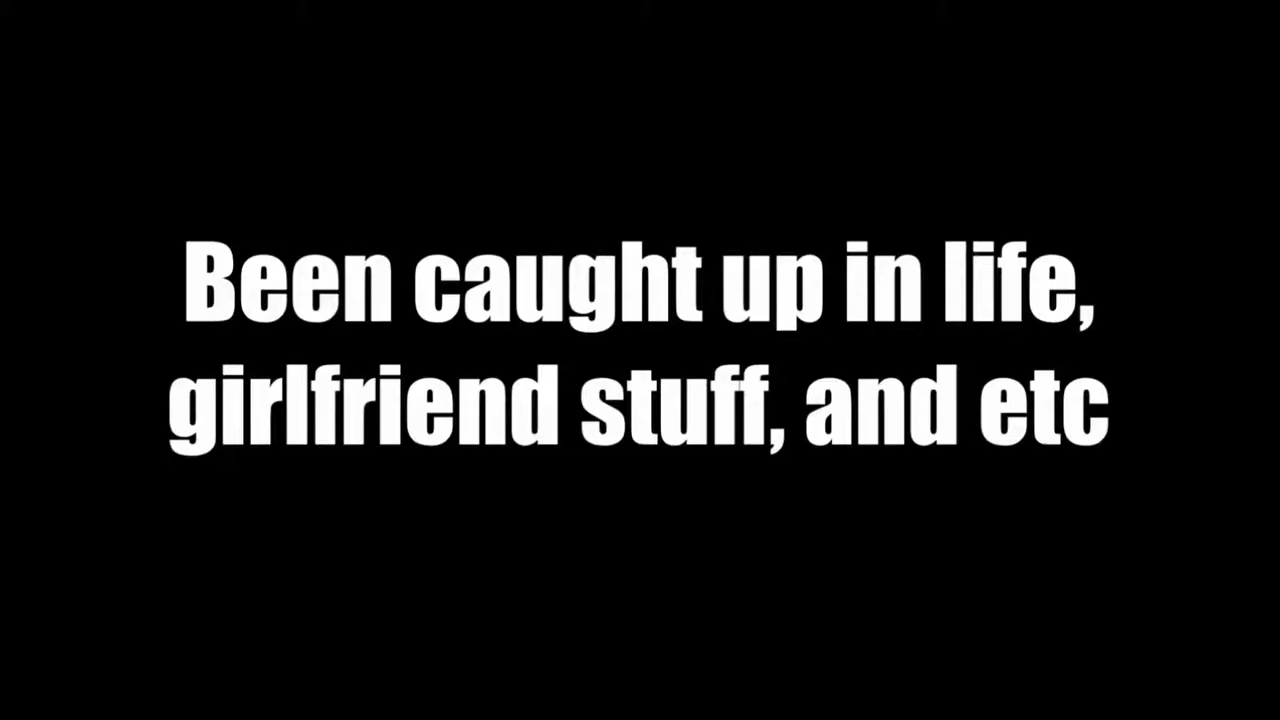 Been caught up in life,
girlfriend stuff, and etc